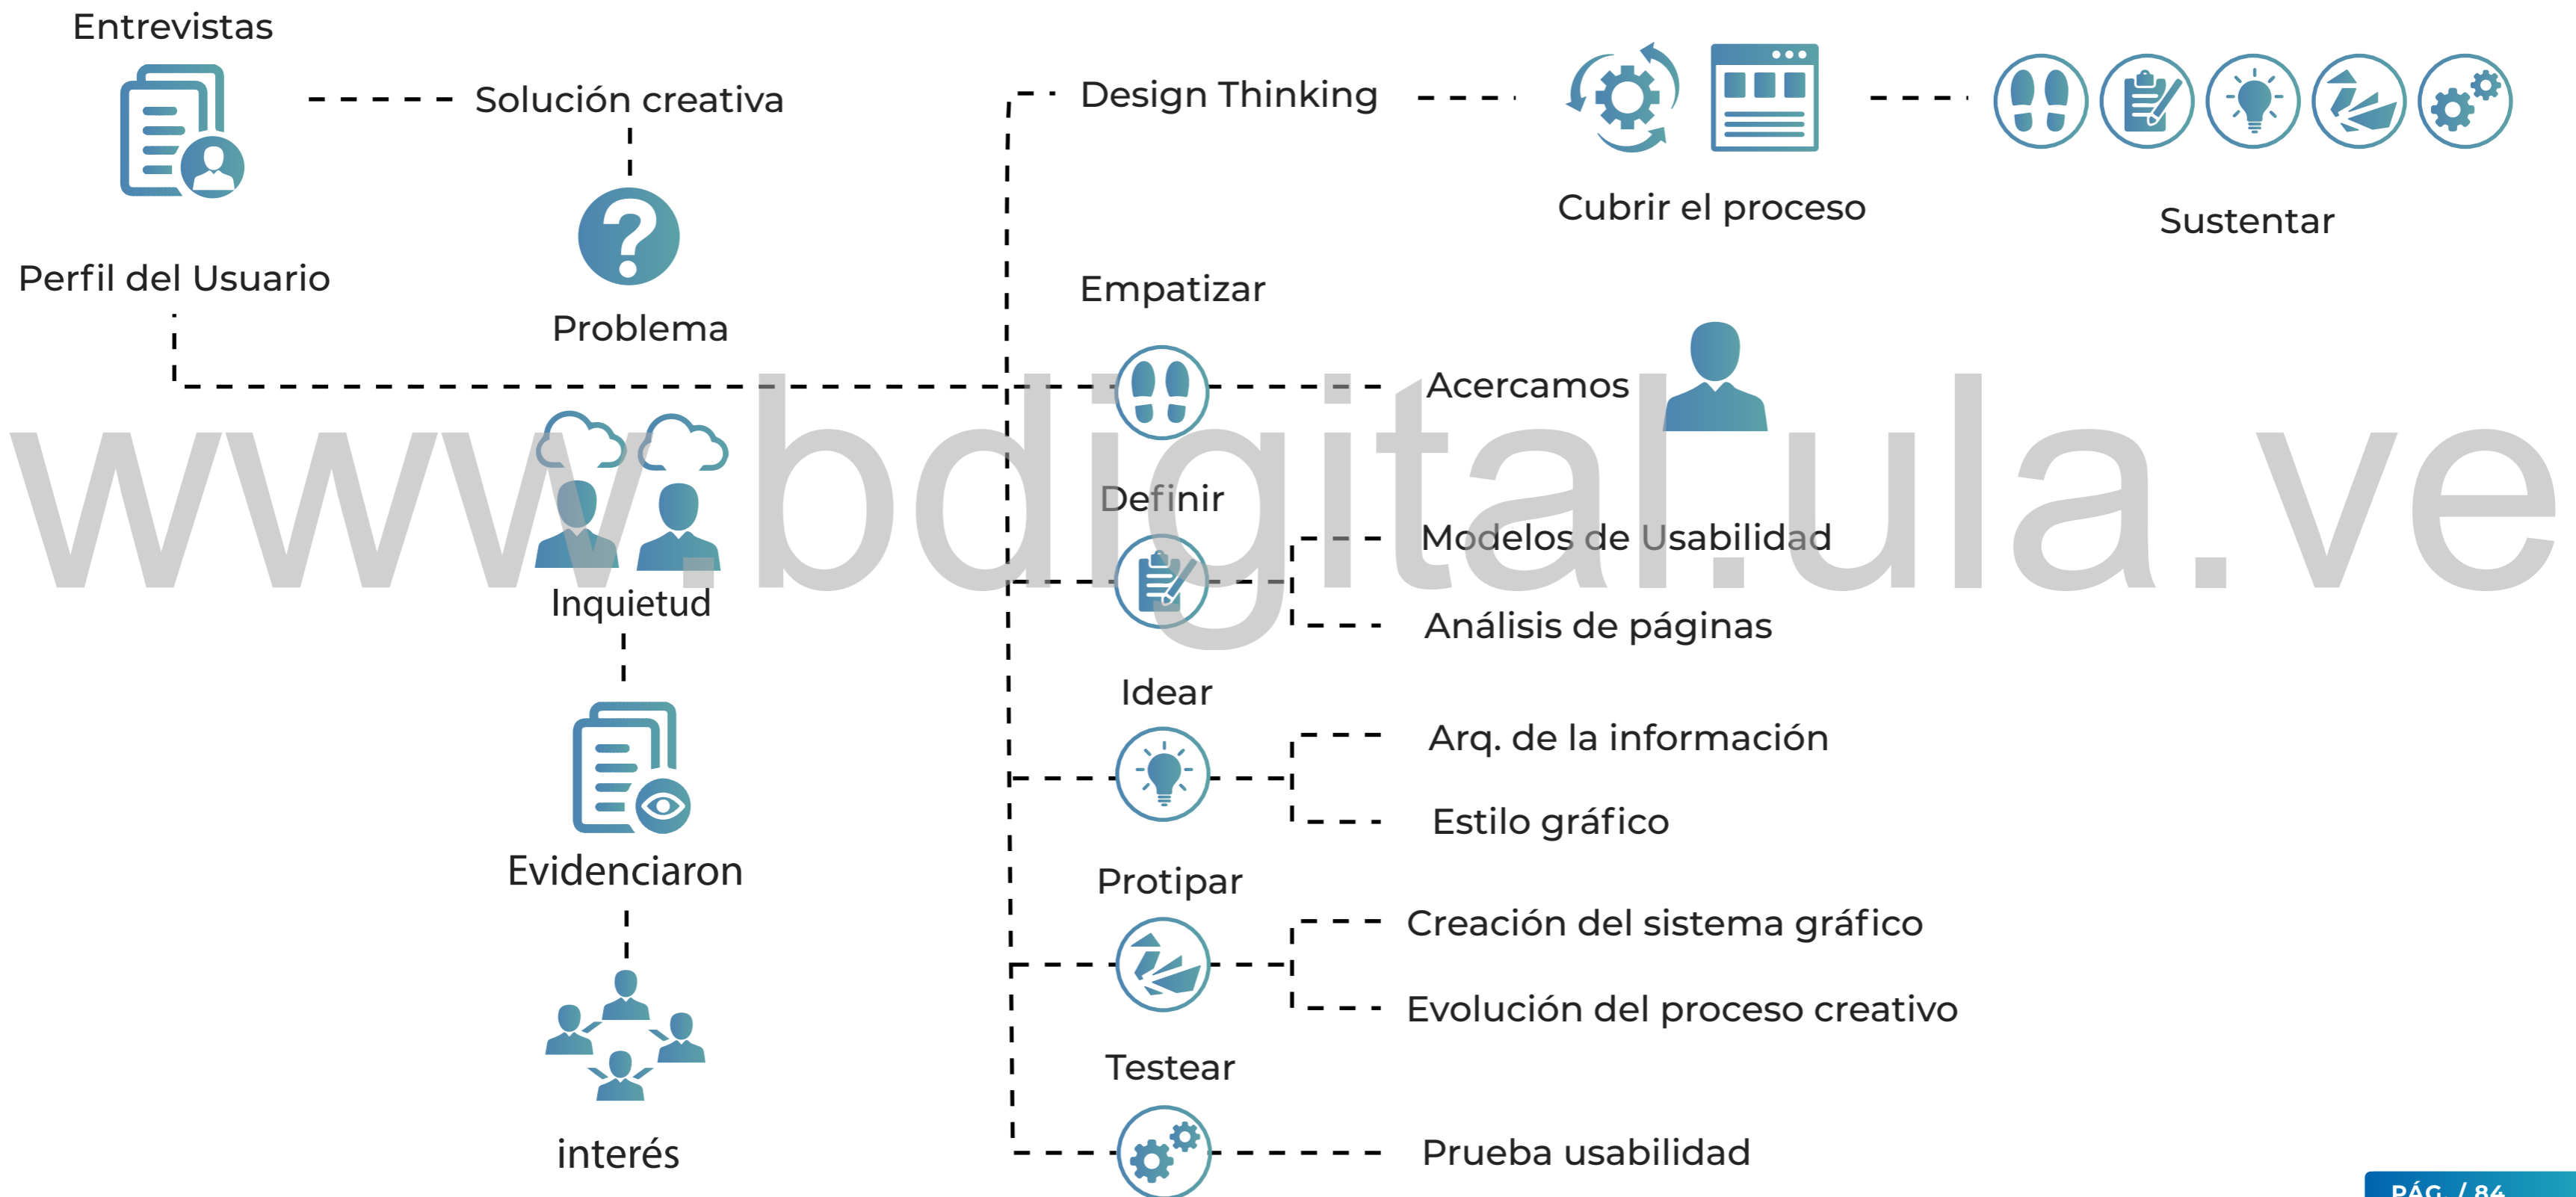 Entrevistas
Solución creativa
Perfil del Usuario
Problema
Inquietud
Evidenciaron
interés
Design Thinking
Cubrir el proceso
Sustentar
Empatizar
Acercamos
Definir
Modelos de Usabilidad
Análisis de páginas
Idear
Arq. de la información
Estilo gráfico
Protipar
Creación del sistema gráfico
Evolución del proceso creativo
Testear
Prueba usabilidad
www.bdigital.ula.ve
PÁG. / 84